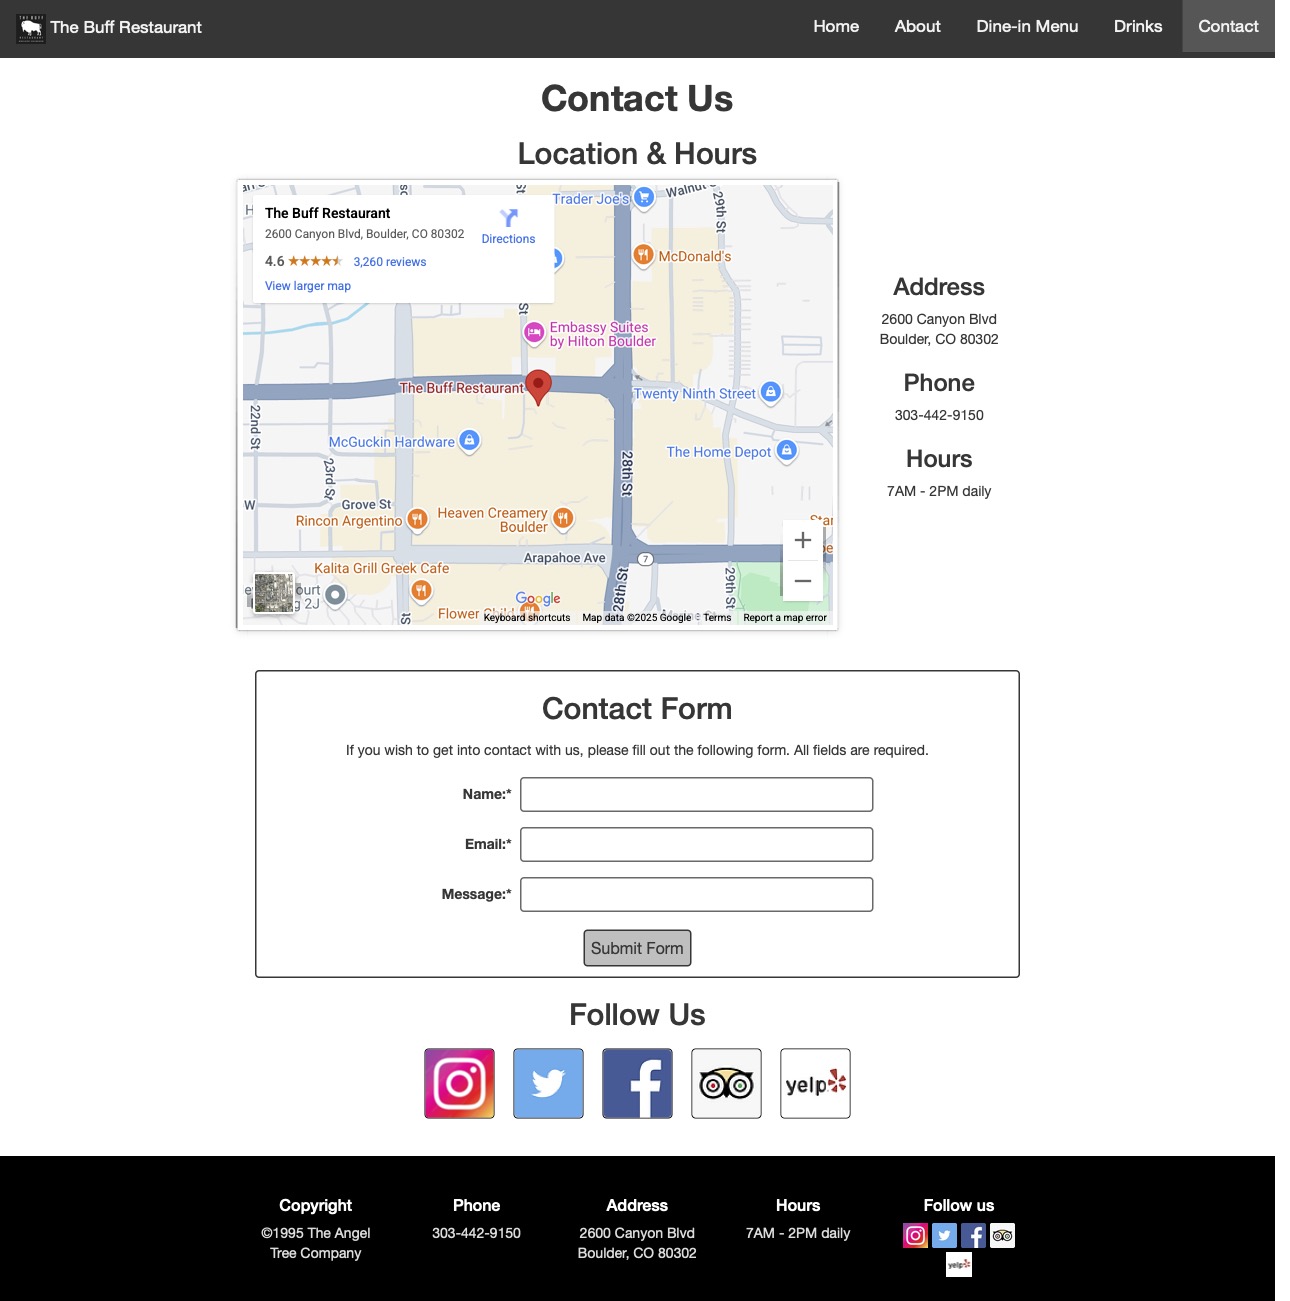 The Buff Restaurant
Home
About
Dine-in Menu
Drinks
Contact
Contact Us
Location & Hours
The Buff Restaurant
2600 Canyon Blvd, Boulder, CO 80302
Directions
4.6
3,260 reviews
View larger map
Trader Joe's
Walnut
29th St
McDonald's
Embassy Suites
by Hilton Boulder
The Buff Restaurant
Twenty Ninth Street
22nd St
McGuckin Hardware
The Home Depot
28th St
23rd St
W
Grove St
Rincon Argentino
Heaven Creamery
Boulder
Arapahoe Ave
7
Kalita Grill Greek Cafe
28th St
29th St
St
Flower Child
Google
Keyboard shortcuts
Map data ©2025 Google
Terms
Report a map error
Address
2600 Canyon Blvd
Boulder, CO 80302
Phone
303-442-9150
Hours
7AM - 2PM daily
Contact Form
If you wish to get into contact with us, please fill out the following form. All fields are required.
Name:*
Email:*
Message:*
Submit Form
Follow Us
yelp
Copyright
©1995 The Angel
Tree Company
Phone
303-442-9150
Address
2600 Canyon Blvd
Boulder, CO 80302
Hours
7AM - 2PM daily
Follow us
yelp